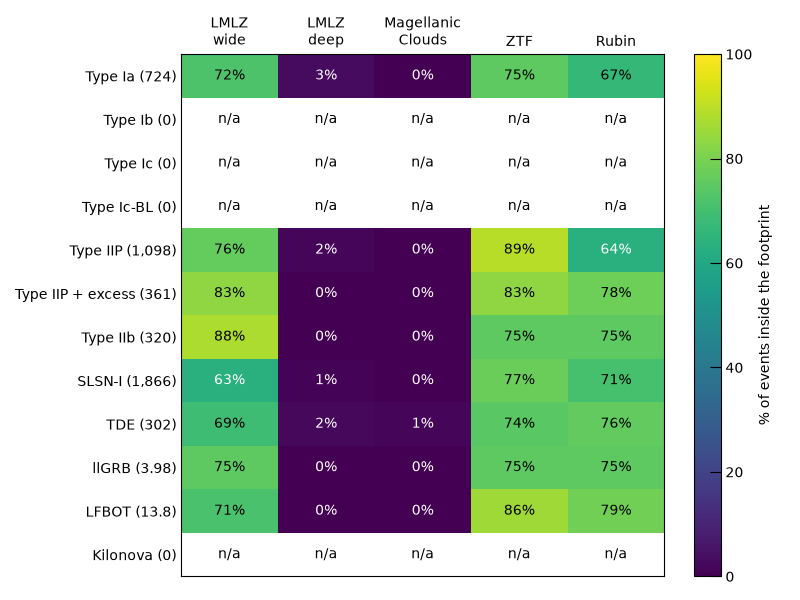 LMLZ wide LMLZ deep Magellanic Clouds ZTF Rubin
Type Ia (724) 72% 3% 0% 75% 67%
Type Ib (0) n/a n/a n/a n/a n/a
Type Ic (0) n/a n/a n/a n/a n/a
Type Ic-BL (0) n/a n/a n/a n/a n/a
Type IIP (1,098) 76% 2% 0% 89% 64%
Type IIP + excess (361) 83% 0% 0% 83% 78%
Type IIb (320) 88% 0% 0% 75% 75%
SLSN-I (1,866) 63% 1% 0% 77% 71%
TDE (302) 69% 2% 1% 74% 76%
llGRB (3.98) 75% 0% 0% 75% 75%
LFBOT (13.8) 71% 0% 0% 86% 79%
Kilonova (0) n/a n/a n/a n/a n/a
100
80
60
40
20
0
% of events inside the footprint